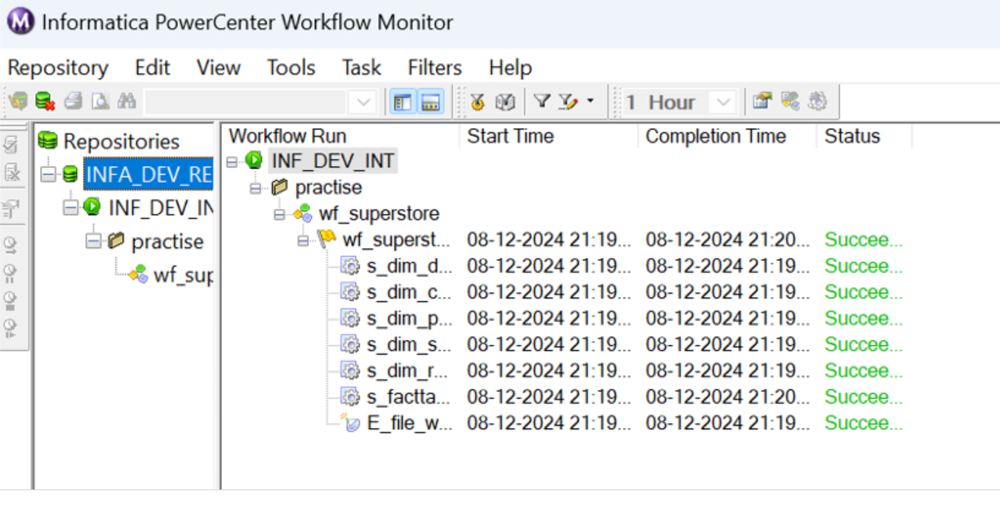 Informatica PowerCenter Workflow Monitor
Repository Edit View Tools Task Filters Help
1 Hour
Repositories
INFA_DEV_RE
INF_DEV_IN
practise
wf_sup
Workflow Run Start Time Completion Time Status
INF_DEV_INT
practise
wf_superstore
wf_superst... 08-12-2024 21:19... 08-12-2024 21:20... Succee...
s_dim_d... 08-12-2024 21:19... 08-12-2024 21:19... Succee...
s_dim_c... 08-12-2024 21:19... 08-12-2024 21:19... Succee...
s_dim_p... 08-12-2024 21:19... 08-12-2024 21:19... Succee...
s_dim_s... 08-12-2024 21:19... 08-12-2024 21:19... Succee...
s_dim_r... 08-12-2024 21:19... 08-12-2024 21:19... Succee...
s_factta... 08-12-2024 21:19... 08-12-2024 21:20... Succee...
E_file_w... 08-12-2024 21:19... 08-12-2024 21:19... Succee...